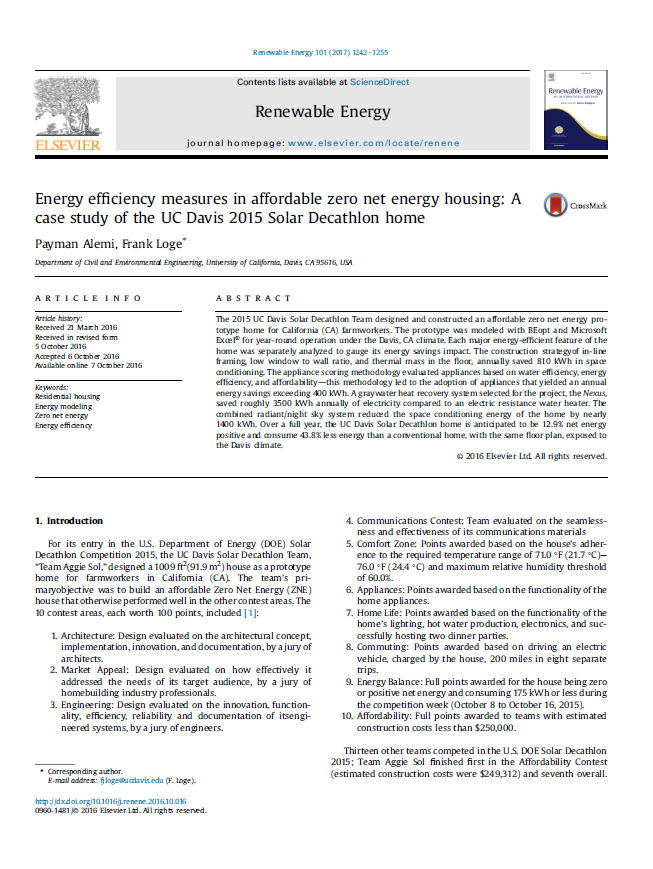 Renewable Energy 101 (2017) 1242–1255
Contents lists available at ScienceDirect
Renewable Energy
journal homepage: www.elsevier.com/locate/renene
ELSEVIER
Renewable Energy
Energy efficiency measures in affordable zero net energy housing: A
case study of the UC Davis 2015 Solar Decathlon home
CrossMark
Payman Alemi, Frank Loge*
Department of Civil and Environmental Engineering, University of California, Davis, CA 95616, USA
ARTICLE INFO
Article history:
Received 21 March 2016
Received in revised form
5 October 2016
Accepted 6 October 2016
Available online 7 October 2016
Keywords:
Residential housing
Energy modeling
Zero net energy
Energy efficiency
ABSTRACT
The 2015 UC Davis Solar Decathlon Team designed and constructed an affordable zero net energy pro-
totype home for California (CA) farmworkers. The prototype was modeled with BEopt and Microsoft
Excel® for year-round operation under the Davis, CA climate. Each major energy-efficient feature of the
home was separately analyzed to gauge its energy savings impact. The construction strategyof in-line
framing, low window to wall ratio, and thermal mass in the floor, annually saved 810 kWh in space
conditioning. The appliance scoring methodology evaluated appliances based on water efficiency, energy
efficiency, and affordability—this methodology led to the adoption of appliances that yielded an annual
energy savings exceeding 400 kWh. A graywater heat recovery system selected for the project, the Nexus,
saved roughly 3500 kWh annually of electricity compared to an electric resistance water heater. The
combined radiant/night sky system reduced the space conditioning energy of the home by nearly
1400 kWh. Over a full year, the UC Davis Solar Decathlon home is anticipated to be 12.9% net energy
positive and consume 43.8% less energy than a conventional home, with the same floor plan, exposed to
the Davis climate.
© 2016 Elsevier Ltd. All rights reserved.
1. Introduction
For its entry in the U.S. Department of Energy (DOE) Solar
Decathlon Competition 2015, the UC Davis Solar Decathlon Team,
“Team Aggie Sol,” designed a 1009 ft2(91.9 m2) house as a prototype
home for farmworkers in California (CA). The team's pri-
maryobjective was to build an affordable Zero Net Energy (ZNE)
house that otherwise performed well in the other contest areas. The
10 contest areas, each worth 100 points, included [1]:
1. Architecture: Design evaluated on the architectural concept,
implementation, innovation, and documentation, by a jury of
architects.
2. Market Appeal: Design evaluated on how effectively it
addressed the needs of its target audience, by a jury of
homebuilding industry professionals.
3. Engineering: Design evaluated on the innovation, function-
ality, efficiency, reliability and documentation of itsengi-
neered systems, by a jury of engineers.
4. Communications Contest: Team evaluated on the seamless-
ness and effectiveness of its communications materials
5. Comfort Zone: Points awarded based on the house's adher-
ence to the required temperature range of 71.0 °F (21.7 °C)–
76.0 °F (24.4 °C) and maximum relative humidity threshold
of 60.0%.
6. Appliances: Points awarded based on the functionality of the
home appliances.
7. Home Life: Points awarded based on the functionality of the
home's lighting, hot water production, electronics, and suc-
cessfully hosting two dinner parties.
8. Commuting: Points awarded based on driving an electric
vehicle, charged by the house, 200 miles in eight separate
trips.
9. Energy Balance: Full points awarded for the house being zero
or positive net energy and consuming 175 kWh or less during
the competition week (October 8 to October 16, 2015).
10. Affordability: Full points awarded to teams with estimated
construction costs less than $250,000.
Thirteen other teams competed in the U.S. DOE Solar Decathlon
2015; Team Aggie Sol finished first in the Affordability Contest
(estimated construction costs were $249,312) and seventh overall.
* Corresponding author.
E-mail address: fjloge@ucdavis.edu (F. Loge).
http://dx.doi.org/10.1016/j.renene.2016.10.016
0960-1481/© 2016 Elsevier Ltd. All rights reserved.